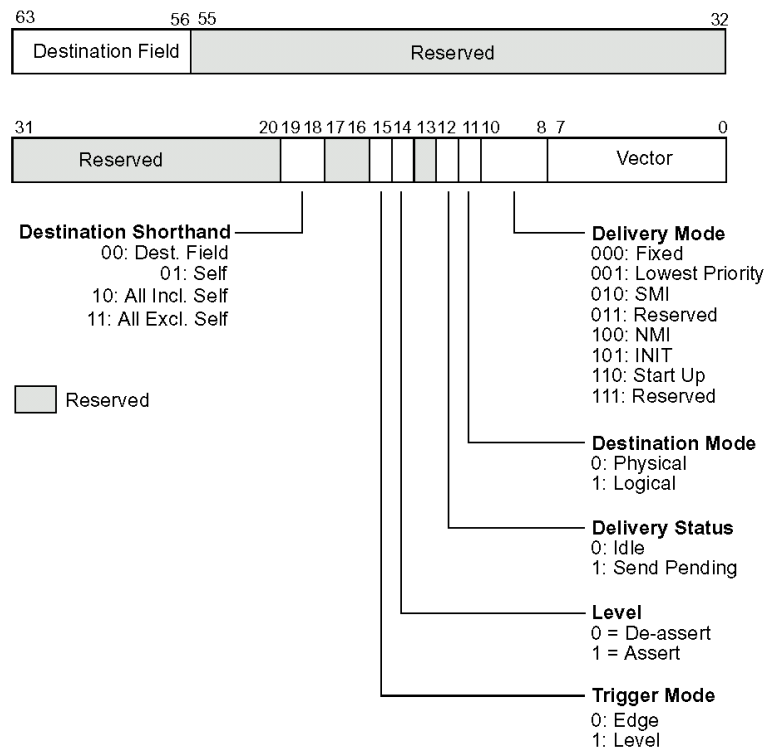 63 56 55 32
Destination Field Reserved
31 20 19 18 17 16 15 14 13 12 11 10 8 7 0
Reserved Vector
Destination Shorthand
00: Dest. Field
01: Self
10: All Incl. Self
11: All Excl. Self
Reserved
Delivery Mode
000: Fixed
001: Lowest Priority
010: SMI
011: Reserved
100: NMI
101: INIT
110: Start Up
111: Reserved
Destination Mode
0: Physical
1: Logical
Delivery Status
0: Idle
1: Send Pending
Level
0 = De-assert
1 = Assert
Trigger Mode
0: Edge
1: Level